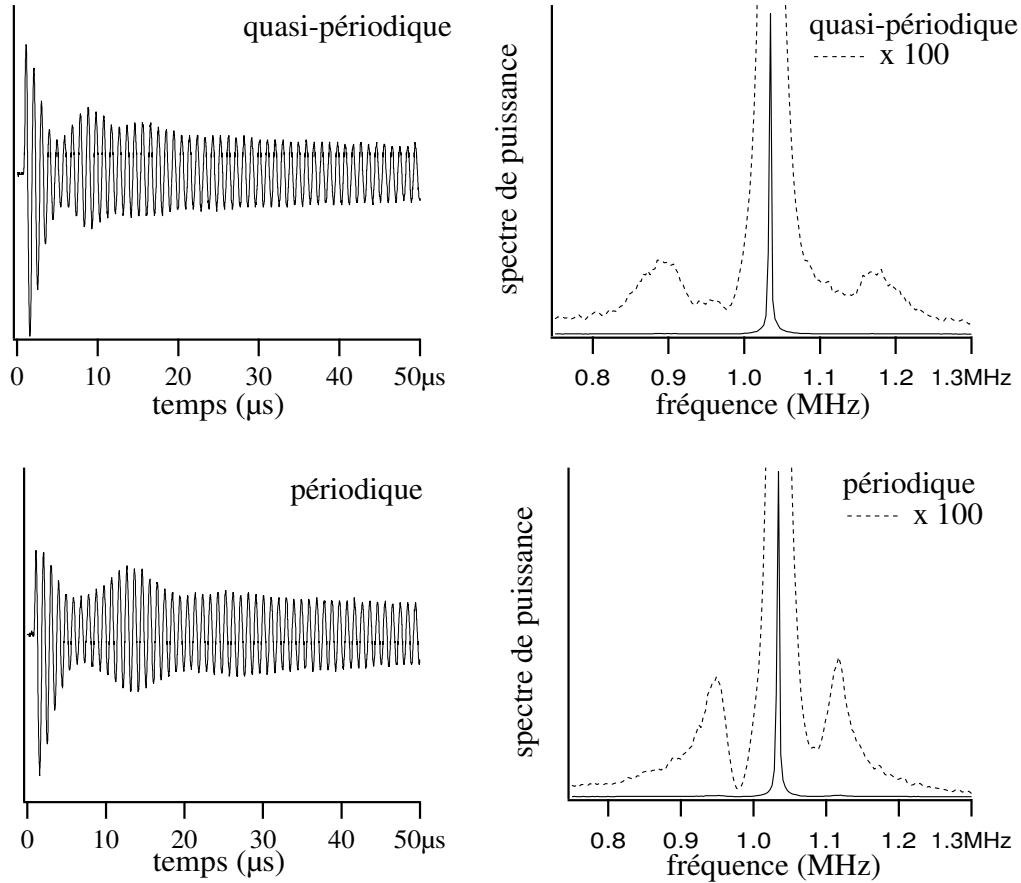 quasi-périodique
0 10 20 30 40 50µs
temps (µs)
quasi-périodique
x 100
spectre de puissance
0.8 0.9 1.0 1.1 1.2 1.3MHz
fréquence (MHz)
périodique
0 10 20 30 40 50µs
temps (µs)
périodique
x 100
spectre de puissance
0.8 0.9 1.0 1.1 1.2 1.3MHz
fréquence (MHz)